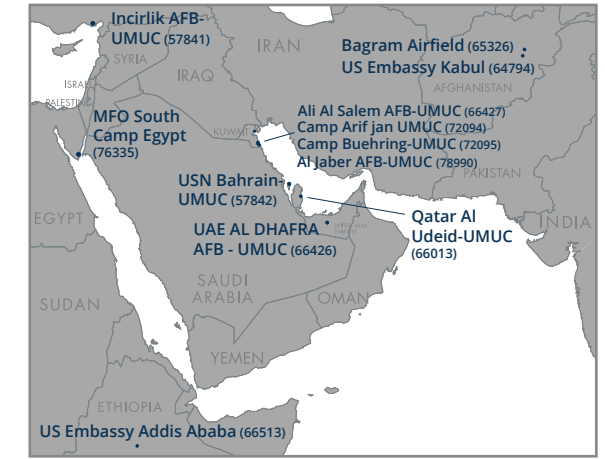 Incirlik AFB-
UMUC (57841)
SYRIA
IRAN
IRAQ
Bagram Airfield (65326)
US Embassy Kabul (64794)
AFGHANISTAN
ISRAEL
PALESTINE
MFO South
Camp Egypt
(76335)
KUWAIT
Ali Al Salem AFB-UMUC (66427)
Camp Arif jan UMUC (72094)
Camp Buehring-UMUC (72095)
Al Jaber AFB-UMUC (78990)
PAKISTAN
USN Bahrain-
UMUC (57842)
EGYPT
UAE AL DHAFRA
AFB - UMUC (66426)
UNITED ARAB
EMIRATES
Qatar Al
Udeid-UMUC
(66013)
INDIA
SAUDI
ARABIA
OMAN
SUDAN
YEMEN
ETHIOPIA
US Embassy Addis Ababa (66513)